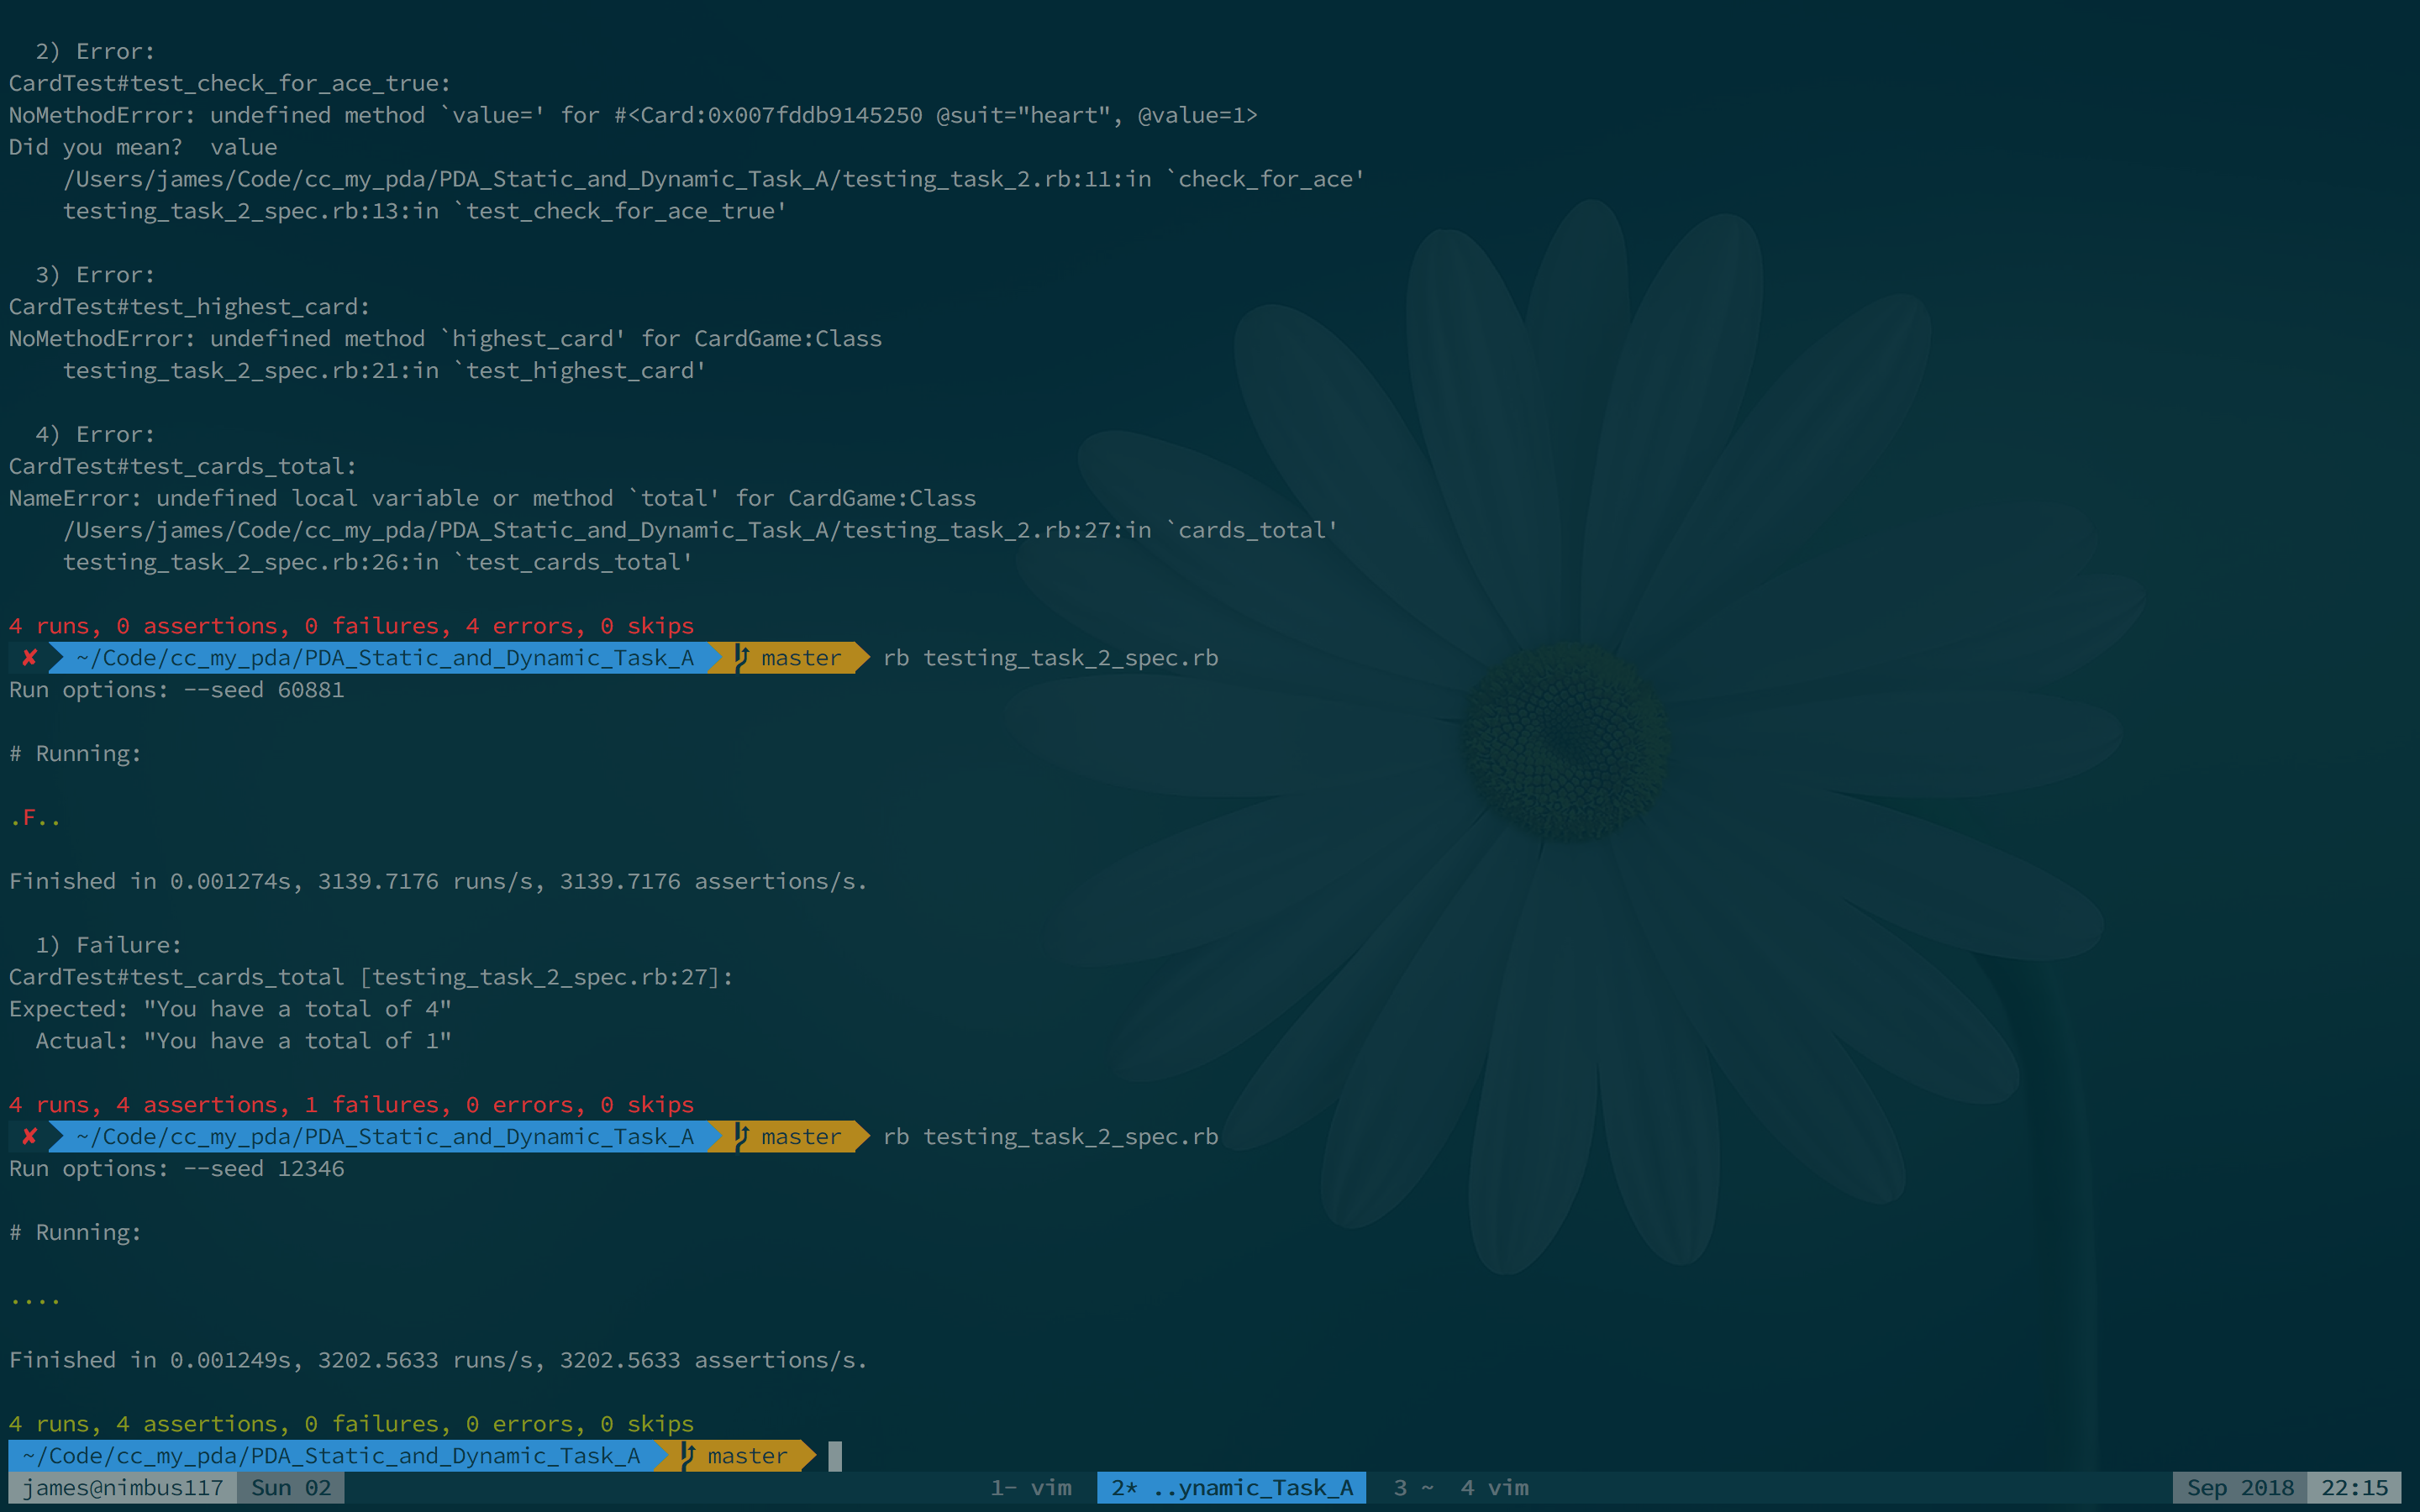 2) Error:
CardTest#test_check_for_ace_true:
NoMethodError: undefined method `value=' for #<Card:0x007fddb9145250 @suit="heart", @value=1>
Did you mean?  value
    /Users/james/Code/cc_my_pda/PDA_Static_and_Dynamic_Task_A/testing_task_2.rb:11:in `check_for_ace'
    testing_task_2_spec.rb:13:in `test_check_for_ace_true'

  3) Error:
CardTest#test_highest_card:
NoMethodError: undefined method `highest_card' for CardGame:Class
    testing_task_2_spec.rb:21:in `test_highest_card'

  4) Error:
CardTest#test_cards_total:
NameError: undefined local variable or method `total' for CardGame:Class
    /Users/james/Code/cc_my_pda/PDA_Static_and_Dynamic_Task_A/testing_task_2.rb:27:in `cards_total'
    testing_task_2_spec.rb:26:in `test_cards_total'

4 runs, 0 assertions, 0 failures, 4 errors, 0 skips
✘ ~/Code/cc_my_pda/PDA_Static_and_Dynamic_Task_A master rb testing_task_2_spec.rb
Run options: --seed 60881

# Running:

.F..

Finished in 0.001274s, 3139.7176 runs/s, 3139.7176 assertions/s.

  1) Failure:
CardTest#test_cards_total [testing_task_2_spec.rb:27]:
Expected: "You have a total of 4"
  Actual: "You have a total of 1"

4 runs, 4 assertions, 1 failures, 0 errors, 0 skips
✘ ~/Code/cc_my_pda/PDA_Static_and_Dynamic_Task_A master rb testing_task_2_spec.rb
Run options: --seed 12346

# Running:

....

Finished in 0.001249s, 3202.5633 runs/s, 3202.5633 assertions/s.

4 runs, 4 assertions, 0 failures, 0 errors, 0 skips
~/Code/cc_my_pda/PDA_Static_and_Dynamic_Task_A master
james@nimbus117 Sun 02 1- vim 2* ..ynamic_Task_A 3 ~ 4 vim Sep 2018 22:15